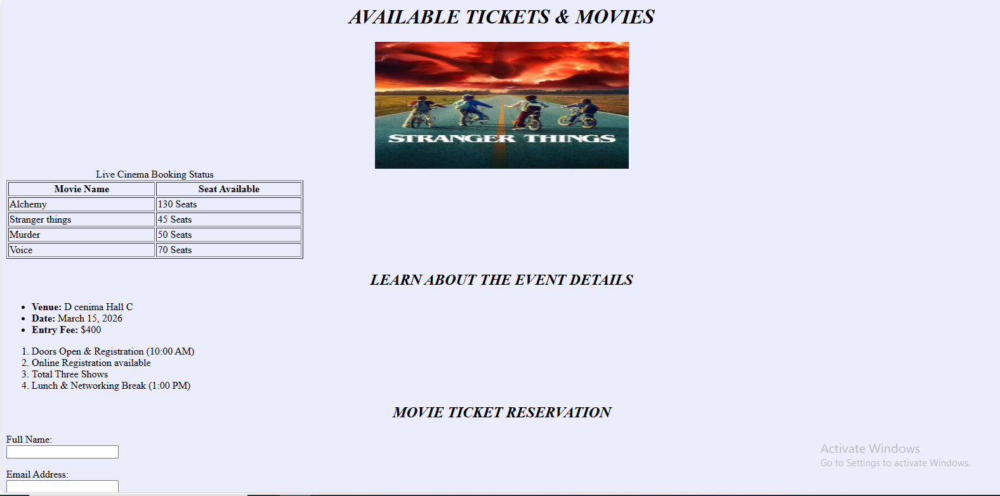 AVAILABLE TICKETS & MOVIES
STRANGER THINGS
Live Cinema Booking Status
Movie Name Seat Available
Alchemy 130 Seats
Stranger things 45 Seats
Murder 50 Seats
Voice 70 Seats
LEARN ABOUT THE EVENT DETAILS
• Venue: D cenima Hall C
• Date: March 15, 2026
• Entry Fee: $400
1. Doors Open & Registration (10:00 AM)
2. Online Registration available
3. Total Three Shows
4. Lunch & Networking Break (1:00 PM)
MOVIE TICKET RESERVATION
Full Name:
Email Address:
Activate Windows
Go to Settings to activate Windows.